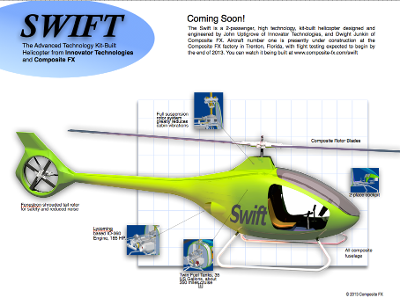 SWIFT
The Advanced Technology Kit-Built
Helicopter from Innovator Technologies
and Composite FX
Coming Soon!
The Swift is a 2-passenger, high technology, kit-built helicopter designed and
engineered by John Uptigrove of Innovator Technologies, and Dwight Junkin of
Composite FX. Aircraft number one is presently under construction at the
Composite FX factory in Trenton, Florida, with flight testing expected to begin by
the end of 2013. You can watch it being built at www.composite-fx.com/swift
Full suspension
rotor system
greatly reduces
cabin vibrations
Composite Rotor Blades
2 place cockpit
Fenestron shrouded tail rotor
for safety and reduced noise
Swift
Lycoming
Engine, 165 HP
All composite
fuselage
Twin Fuel Tanks, 35
US Gallons, about
miles
© 2013 Composite FX